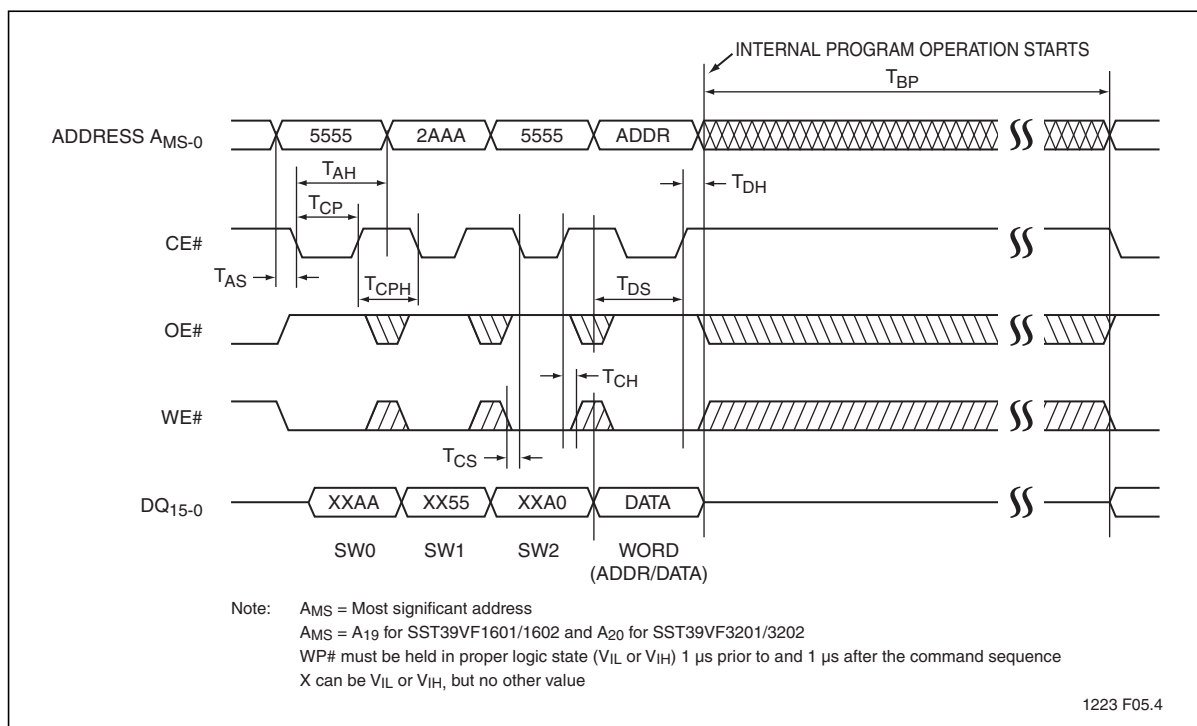 INTERNAL PROGRAM OPERATION STARTS
TBP
ADDRESS AMS-0
5555
2AAA
5555
ADDR
TAH
TDH
TCP
CE#
TAS
TCPH
TDS
OE#
TCH
WE#
TCS
DQ15-0
XXAA
XX55
XXA0
DATA
SW0
SW1
SW2
WORD
(ADDR/DATA)
Note: AMS = Most significant address
AMS = A19 for SST39VF1601/1602 and A20 for SST39VF3201/3202
WP# must be held in proper logic state (VIL or VIH) 1 µs prior to and 1 µs after the command sequence
X can be VIL or VIH, but no other value
1223 F05.4